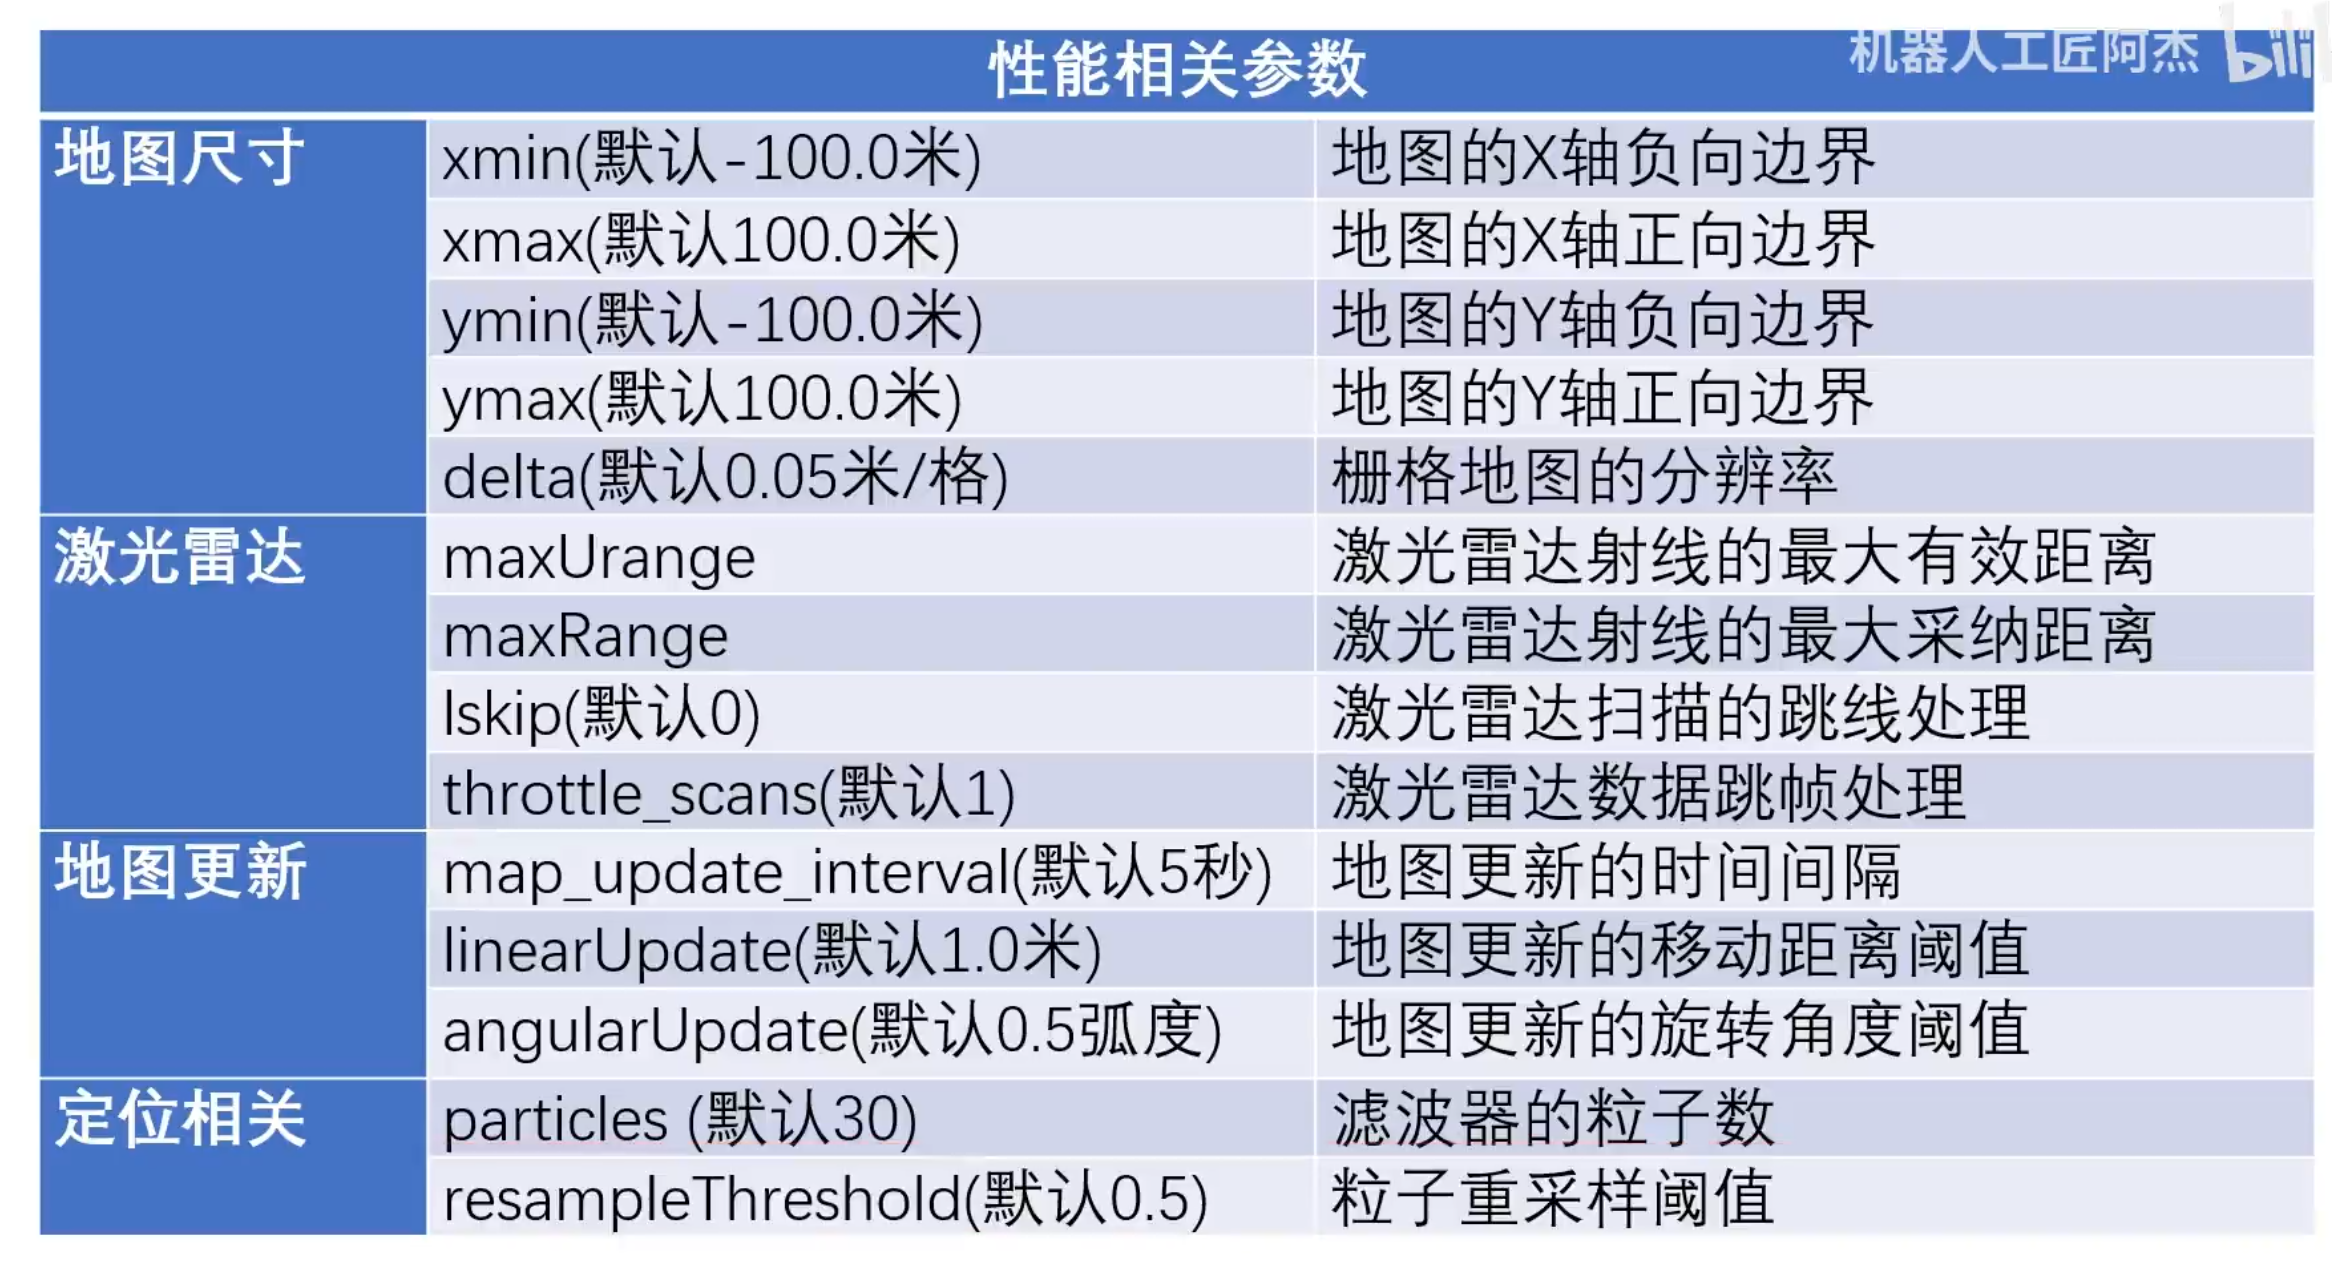 性能相关参数
机器人工匠阿杰 bili
地图尺寸
xmin(默认-100.0米) 地图的X轴负向边界
xmax(默认100.0米) 地图的X轴正向边界
ymin(默认-100.0米) 地图的Y轴负向边界
ymax(默认100.0米) 地图的Y轴正向边界
delta(默认0.05米/格) 栅格地图的分辨率
激光雷达
maxUrange 激光雷达射线的最大有效距离
maxRange 激光雷达射线的最大采纳距离
lskip(默认0) 激光雷达扫描的跳线处理
throttle_scans(默认1) 激光雷达数据跳帧处理
地图更新
map_update_interval(默认5秒) 地图更新的时间间隔
linearUpdate(默认1.0米) 地图更新的移动距离阈值
angularUpdate(默认0.5弧度) 地图更新的旋转角度阈值
定位相关
particles (默认30) 滤波器的粒子数
resampleThreshold(默认0.5) 粒子重采样阈值